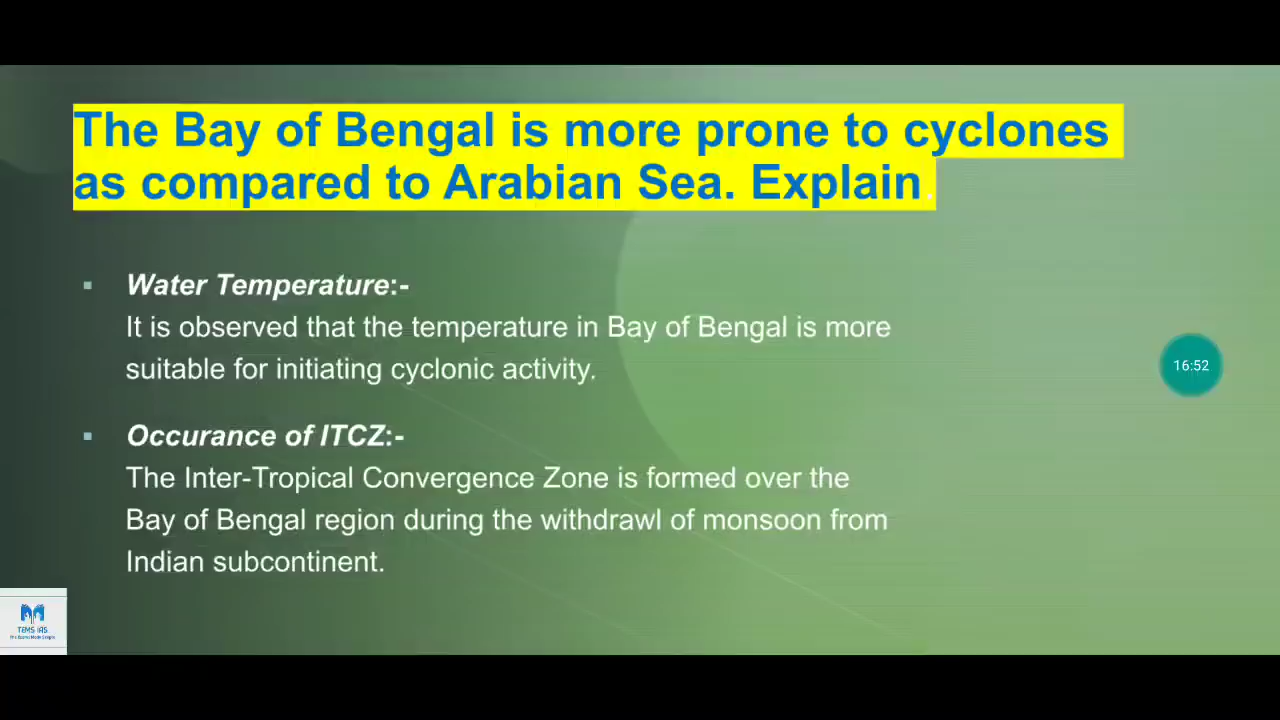 The Bay of Bengal is more prone to cyclones
as compared to Arabian Sea. Explain.
▪ Water Temperature:-
It is observed that the temperature in Bay of Bengal is more
suitable for initiating cyclonic activity.
16:52
▪ Occurance of ITCZ:-
The Inter-Tropical Convergence Zone is formed over the
Bay of Bengal region during the withdrawl of monsoon from
Indian subcontinent.
TEMS IAS